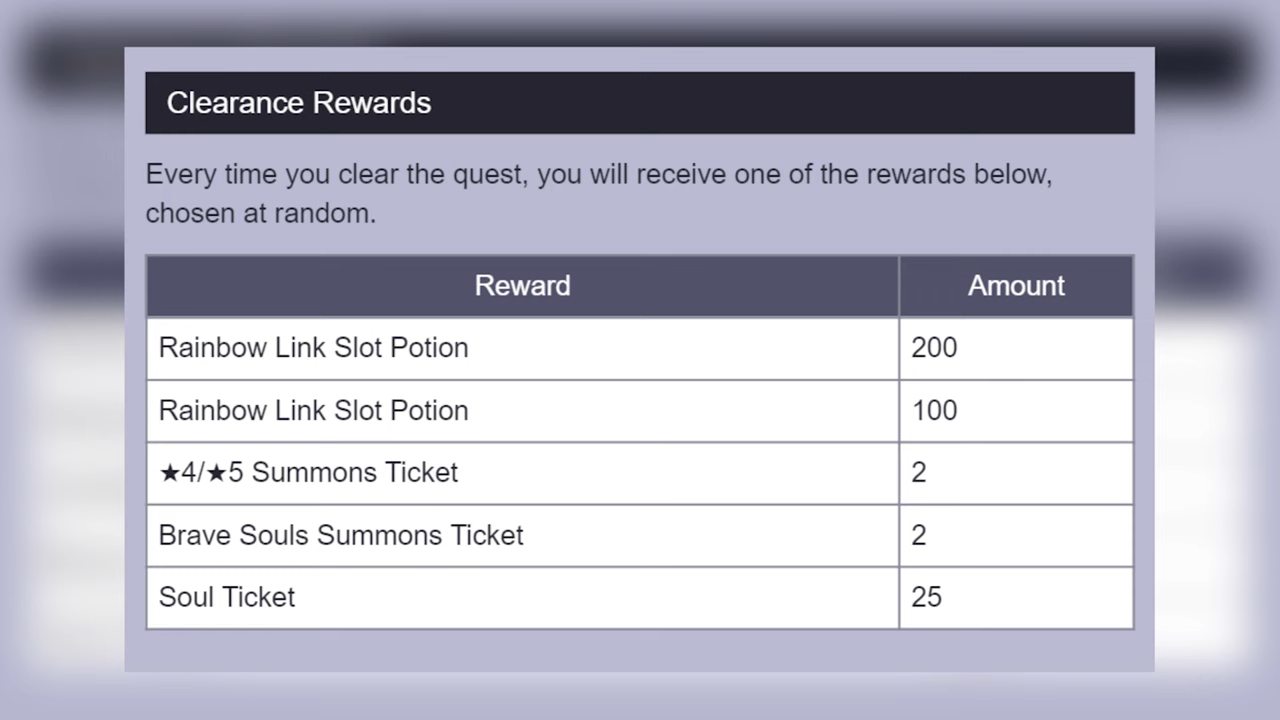 Clearance Rewards
Every time you clear the quest, you will receive one of the rewards below,
chosen at random.
Reward Amount
Rainbow Link Slot Potion 200
Rainbow Link Slot Potion 100
★4/★5 Summons Ticket 2
Brave Souls Summons Ticket 2
Soul Ticket 25